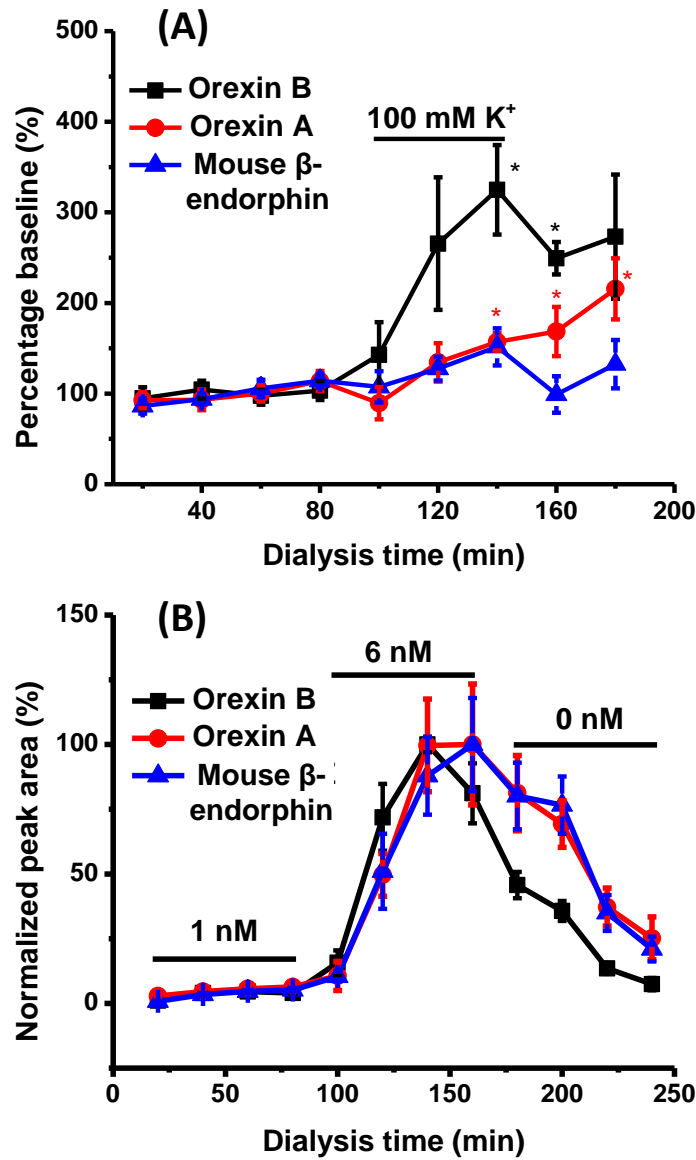 (A)
500
400
300
200
100
0
Percentage baseline (%)
Orexin B
Orexin A
Mouse β-
endorphin
100 mM K⁺
*
*
*
*
*
40
80
120
160
200
Dialysis time (min)
(B)
150
100
50
0
Normalized peak area (%)
6 nM
Orexin B
Orexin A
Mouse β-
endorphin
0 nM
1 nM
0
50
100
150
200
250
Dialysis time (min)